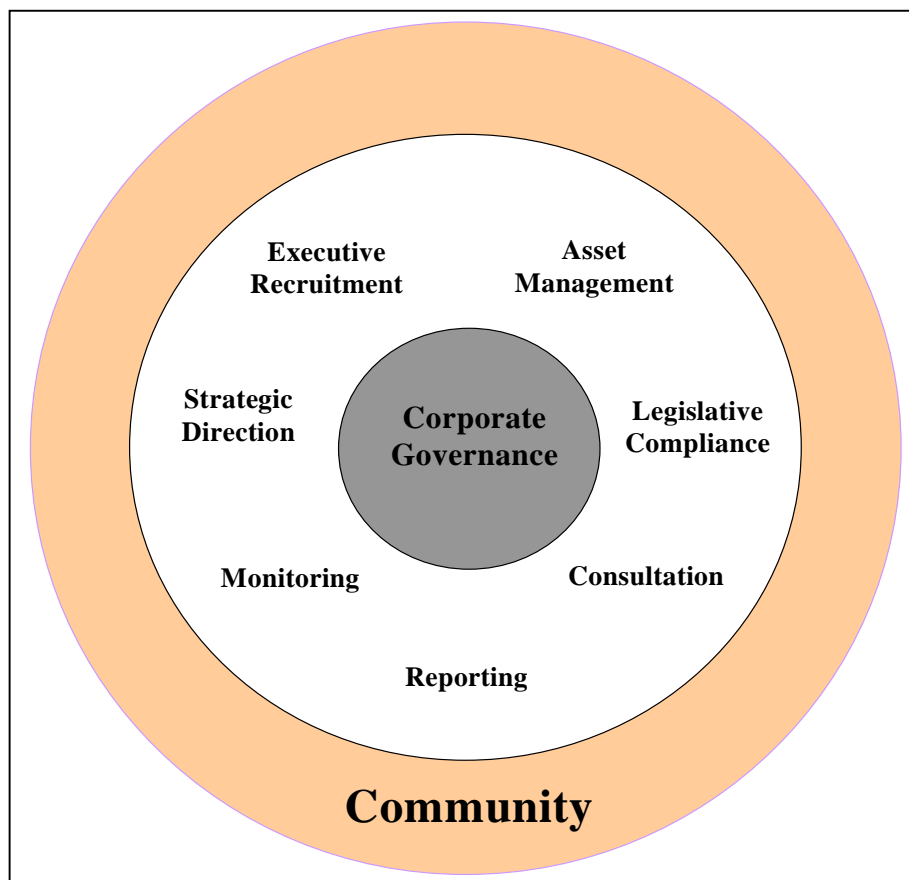 Executive
Recruitment
Asset
Management
Strategic
Direction
Corporate
Governance
Legislative
Compliance
Monitoring
Consultation
Reporting
Community